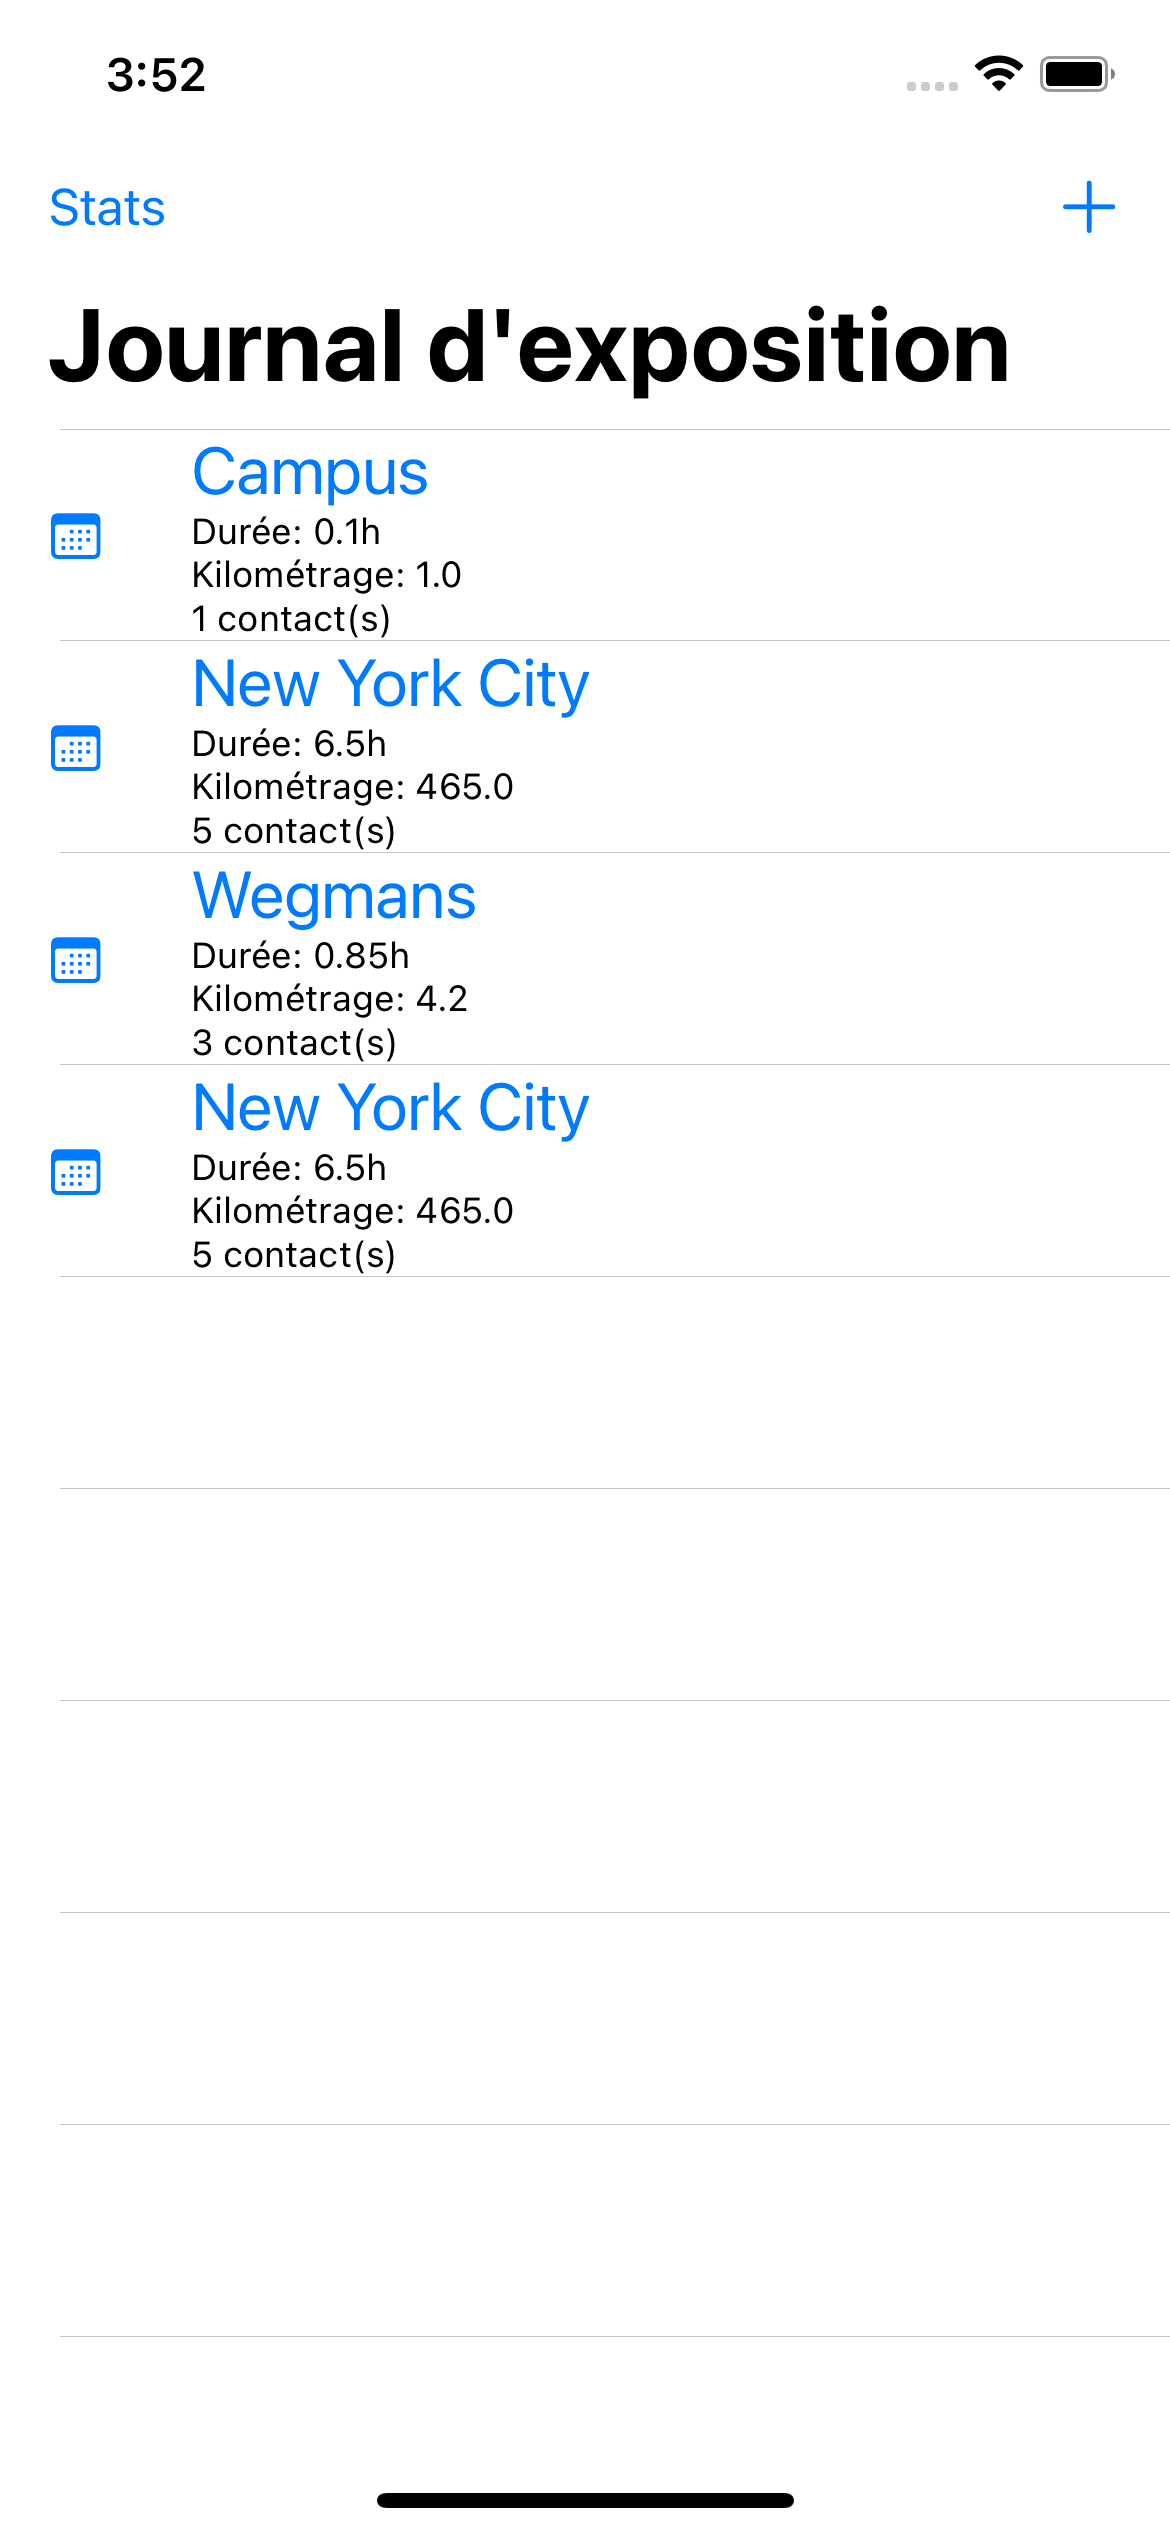 3:52
Stats
Journal d'exposition
Campus
Durée: 0.1h
Kilométrage: 1.0
1 contact(s)
New York City
Durée: 6.5h
Kilométrage: 465.0
5 contact(s)
Wegmans
Durée: 0.85h
Kilométrage: 4.2
3 contact(s)
New York City
Durée: 6.5h
Kilométrage: 465.0
5 contact(s)